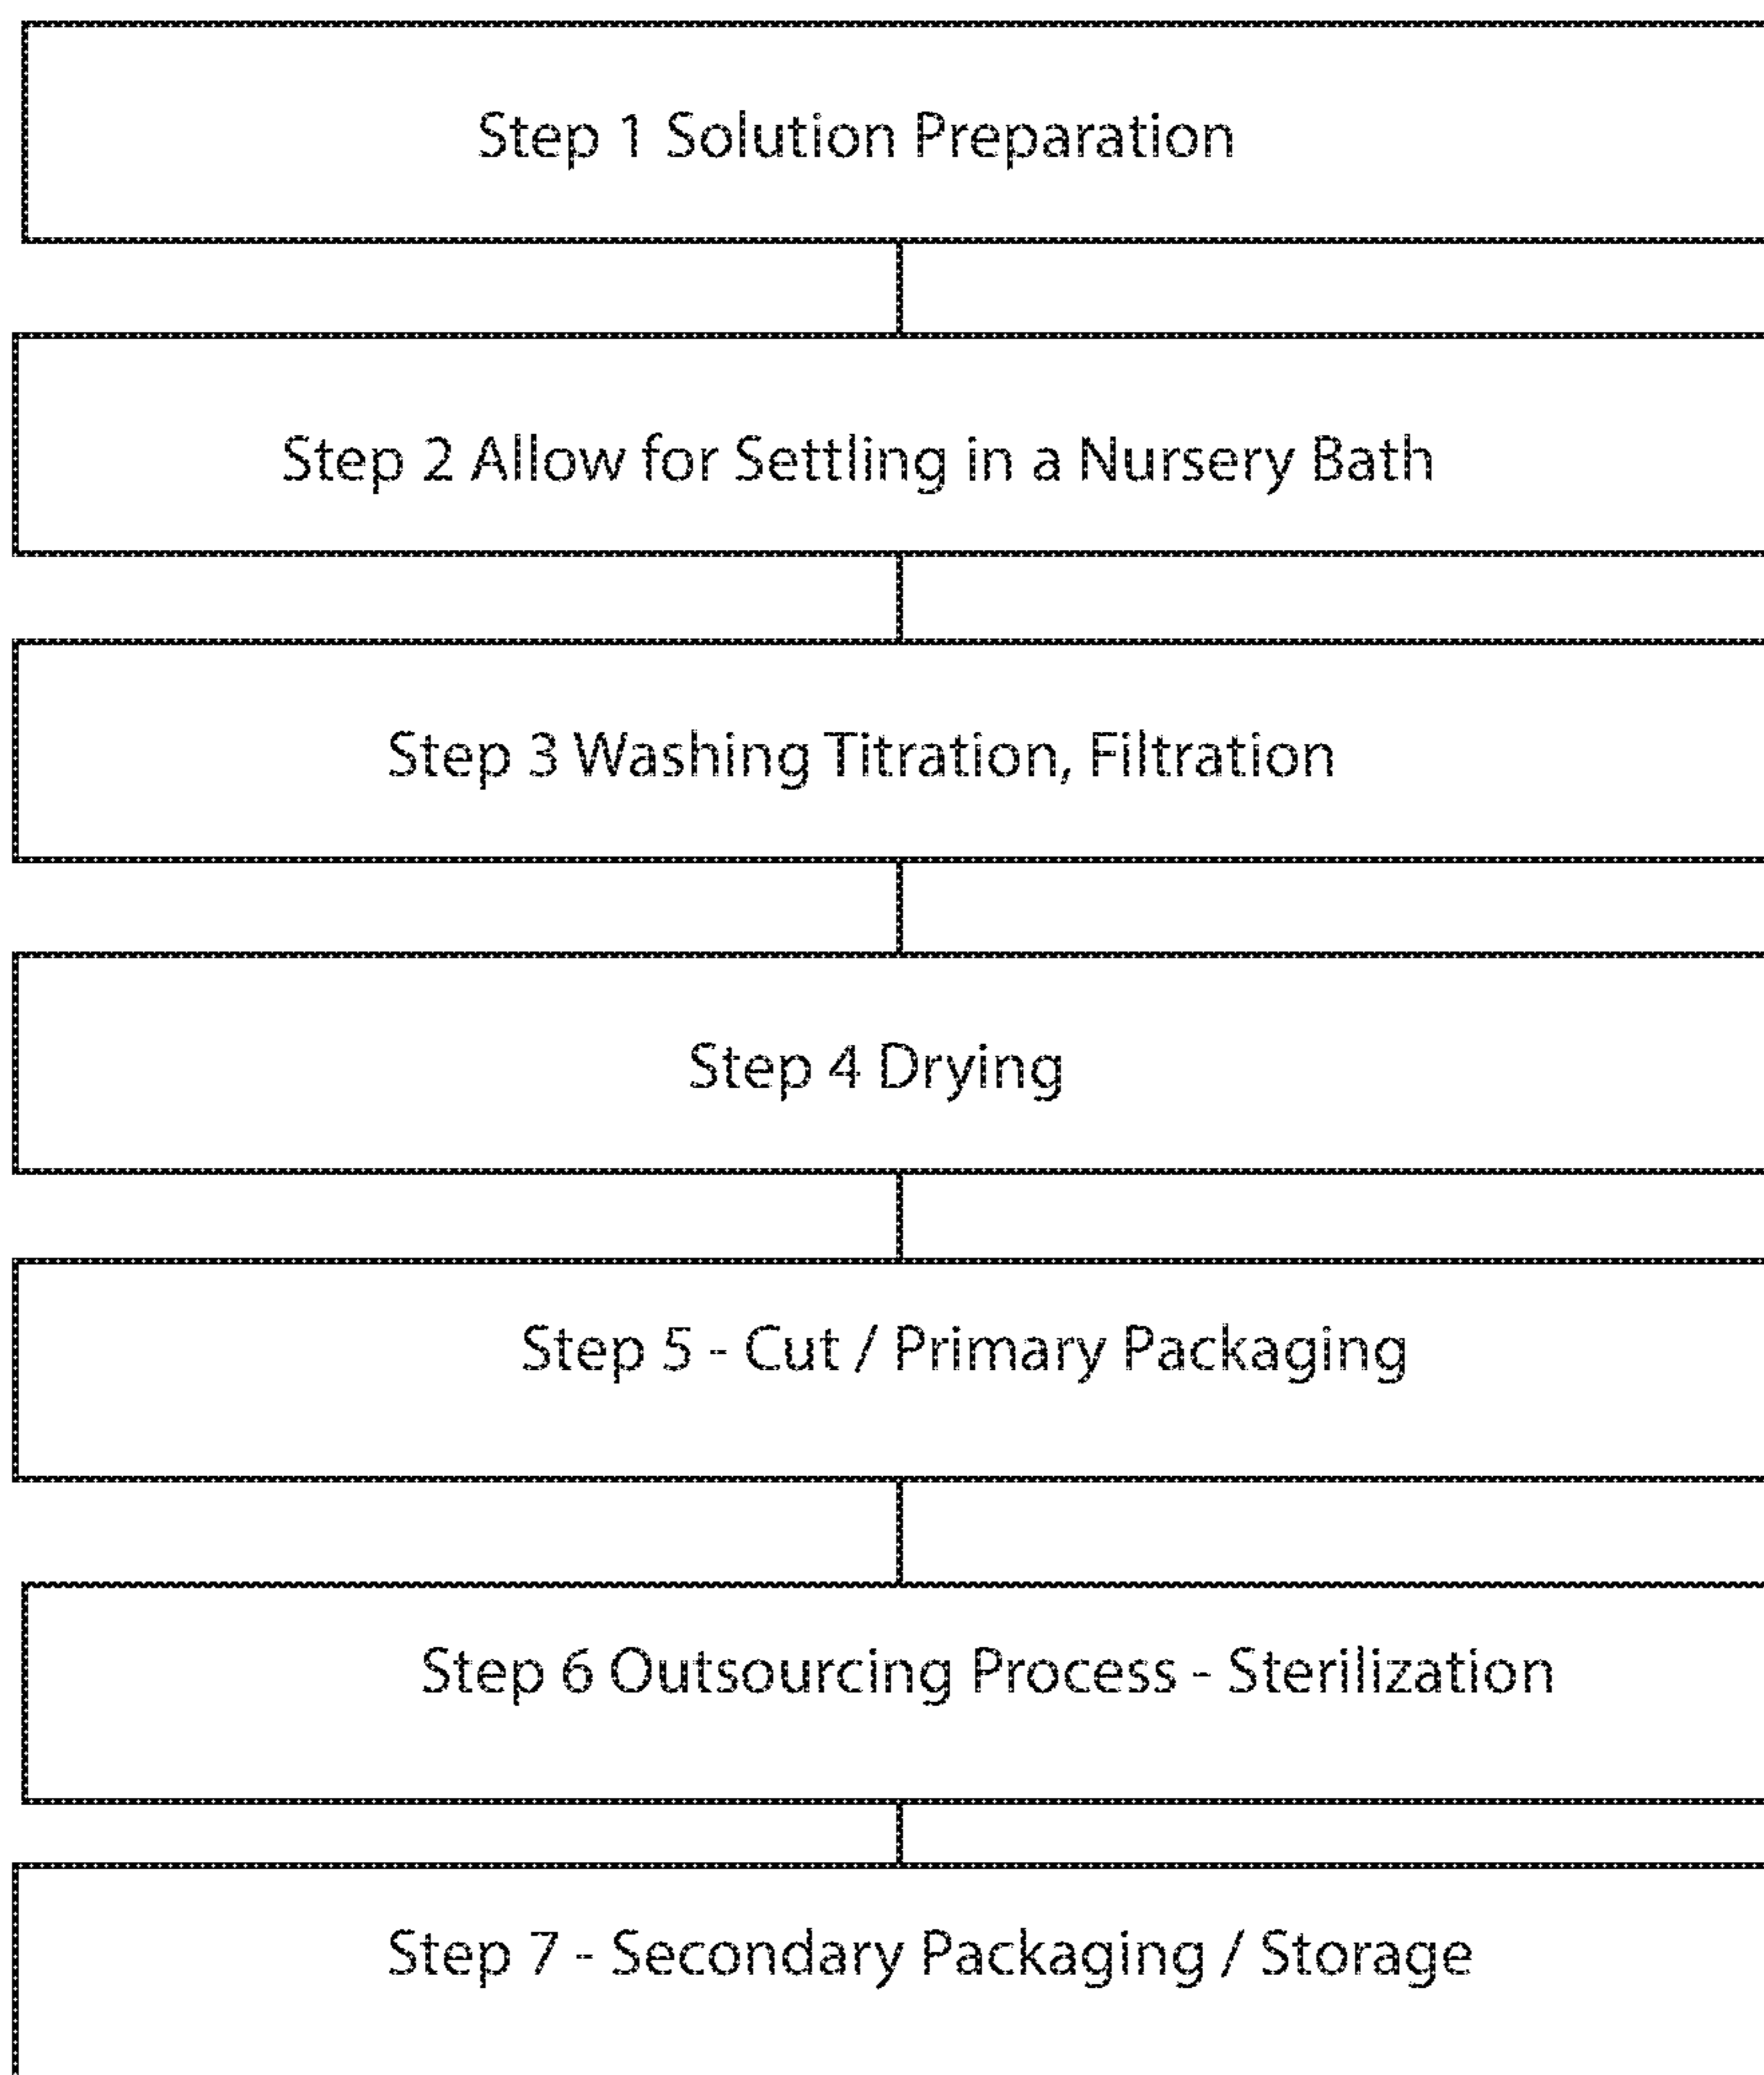 Step 1 Solution Preparation
Step 2 Allow for Settling in a Nursery Bath
Step 3 Washing Titration, Filtration
Step 4 Drying
Step 5 - Cut / Primary Packaging
Step 6 Outsourcing Process - Sterilization
Step 7 - Secondary Packaging / Storage